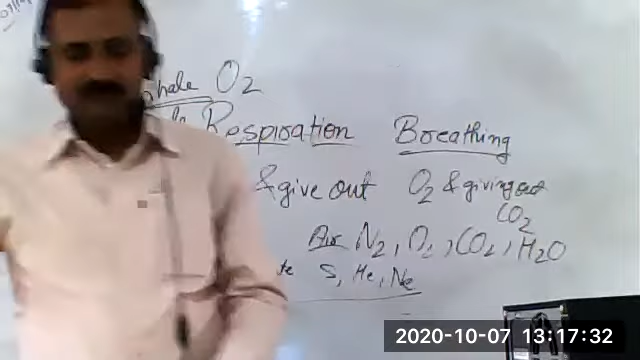 O2
Respiration Breathing
& give out O2 & giving out
CO2
Air N2, O2, CO2, H2O
S, He, Ne
2020-10-07 13:17:32